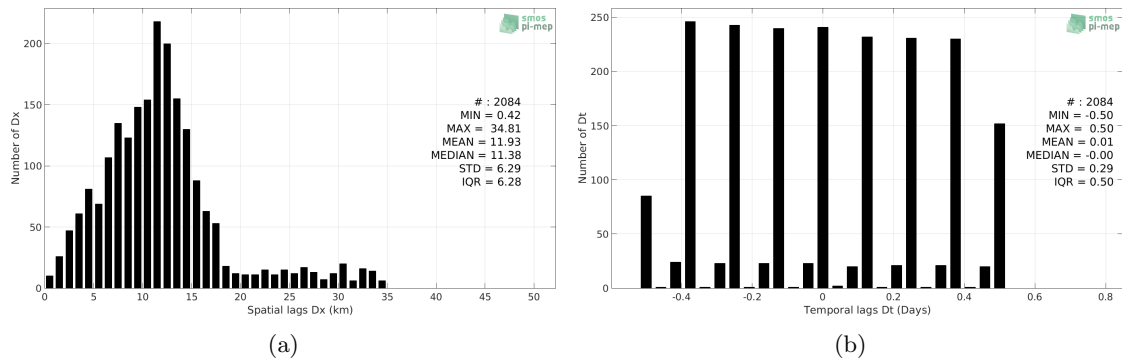 smos
pi-mep
200
150
100
50
0
Number of Dx
# : 2084
MIN = 0.42
MAX = 34.81
MEAN = 11.93
MEDIAN = 11.38
STD = 6.29
IQR = 6.28
0 5 10 15 20 25 30 35 40 45 50
Spatial lags Dx (km)
(a)
smos
pi-mep
250
200
150
100
50
0
Number of Dt
# : 2084
MIN = -0.50
MAX = 0.50
MEAN = 0.01
MEDIAN = -0.00
STD = 0.29
IQR = 0.50
-0.4 -0.2 0 0.2 0.4 0.6 0.8
Temporal lags Dt (Days)
(b)